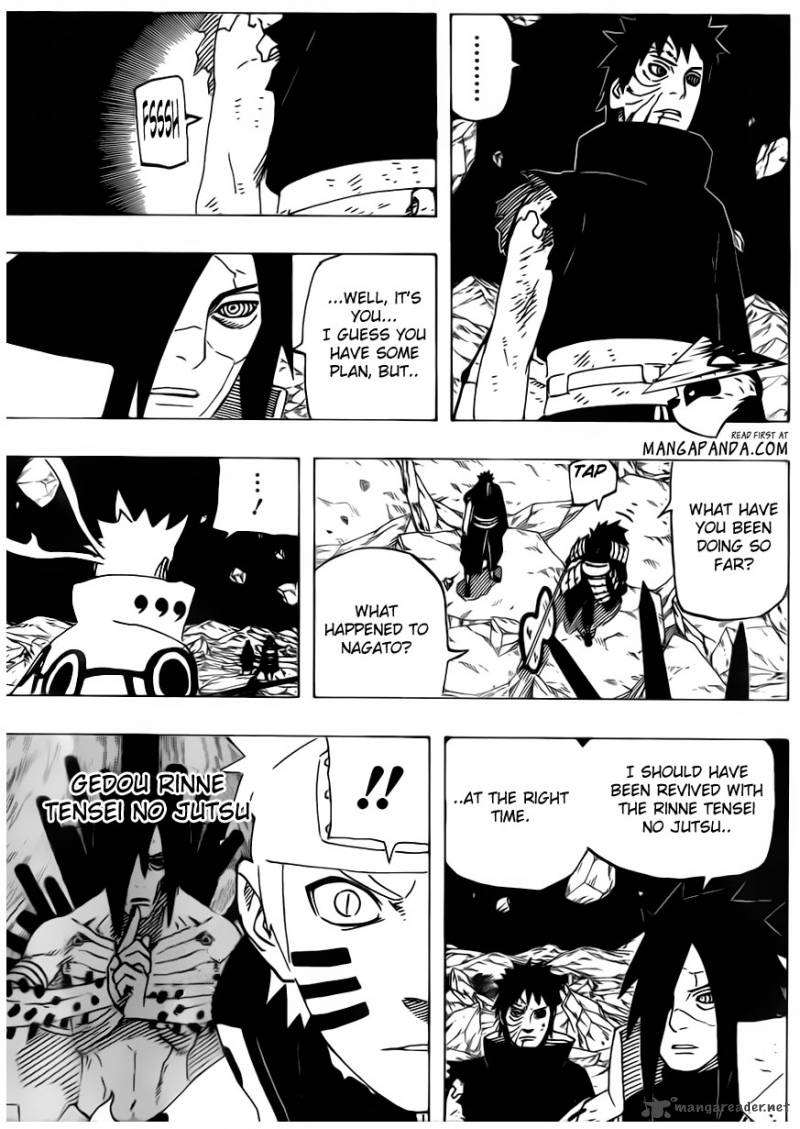 .........
FSSSH
...WELL, IT'S
YOU...
I GUESS YOU
HAVE SOME
PLAN, BUT..
READ FIRST AT
MANGAPANDA.COM
WHAT HAVE
YOU BEEN
DOING SO
FAR?
TAP
WHAT
HAPPENED TO
NAGATO?
...!
I SHOULD HAVE
BEEN REVIVED WITH
THE RINNE TENSEI
NO JUTSU..
..AT THE RIGHT
TIME.
!!
GEDOU RINNE
TENSEI NO JUTSU
mangareader.net